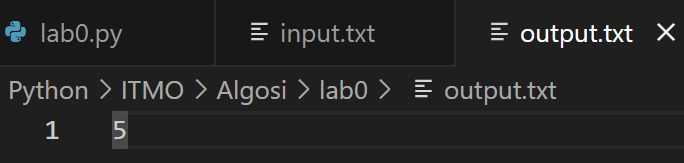 lab0.py input.txt output.txt
Python > ITMO > Algosi > lab0 > output.txt
1 5